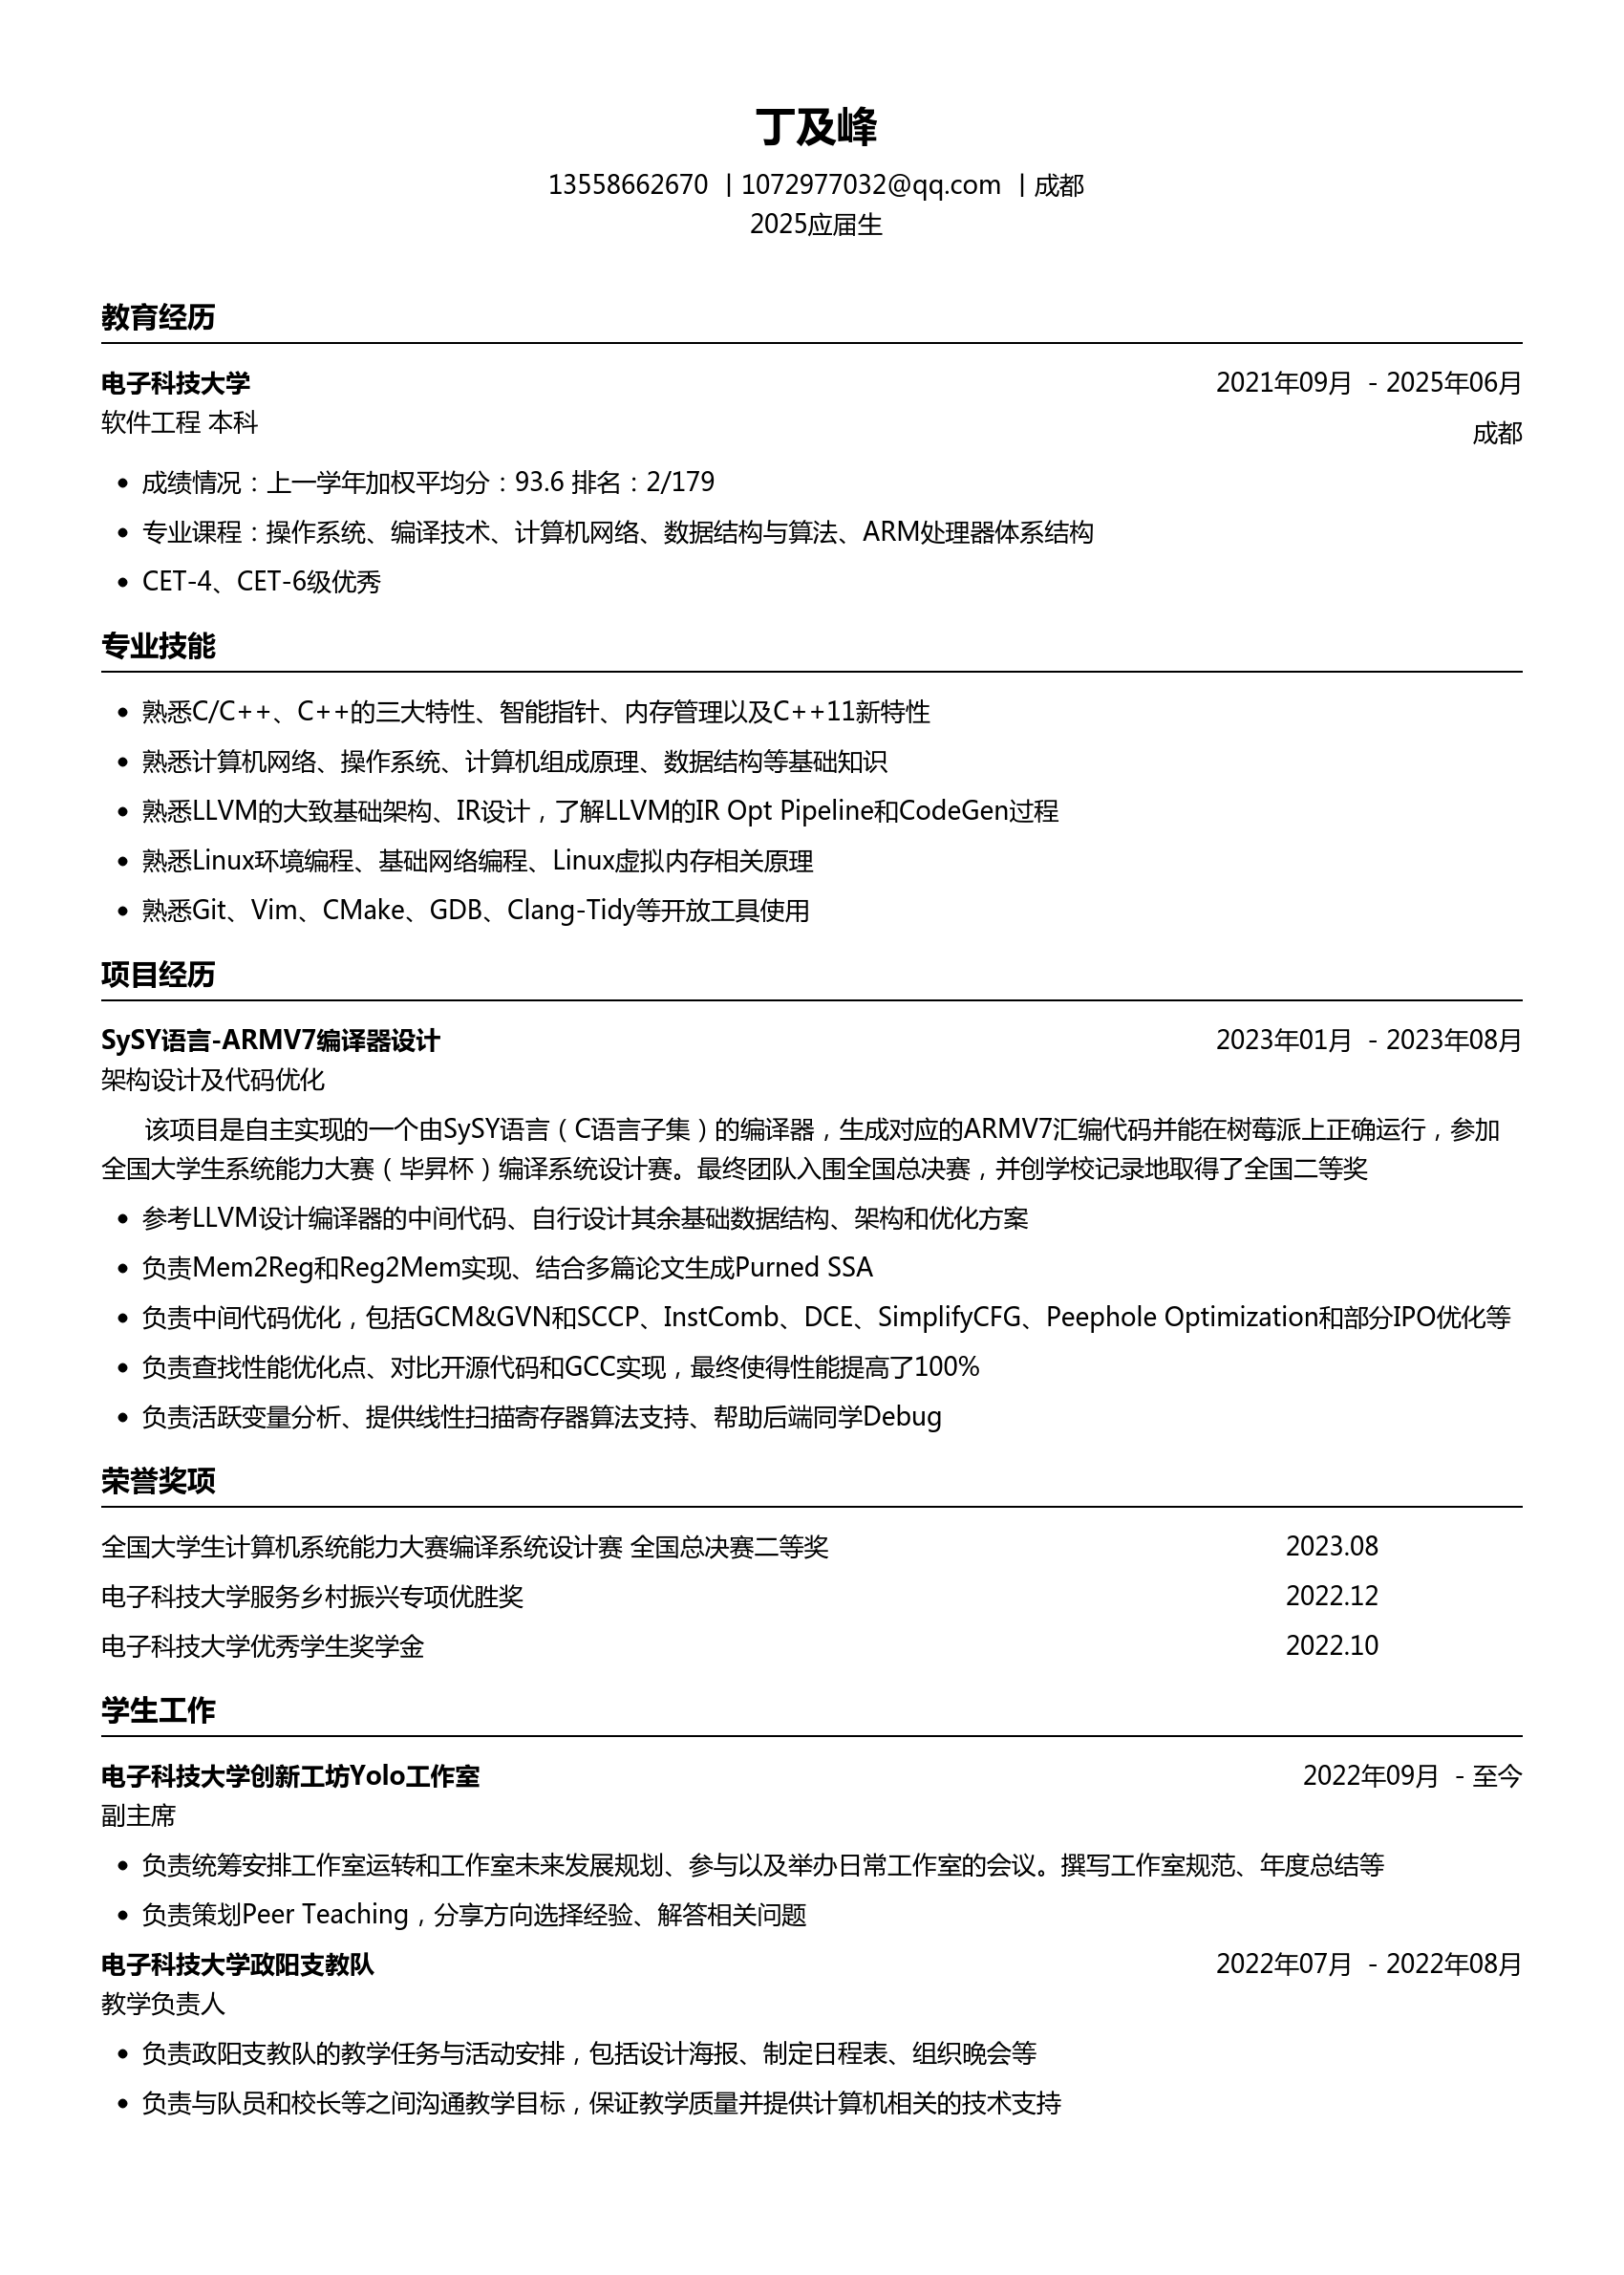 丁及峰
13558662670 | 1072977032@qq.com | 成都
2025应届生
教育经历
电子科技大学 2021年09月 - 2025年06月
软件工程 本科 成都
• 成绩情况：上一学年加权平均分：93.6 排名：2/179
• 专业课程：操作系统、编译技术、计算机网络、数据结构与算法、ARM处理器体系结构
• CET-4、CET-6级优秀
专业技能
• 熟悉C/C++、C++的三大特性、智能指针、内存管理以及C++11新特性
• 熟悉计算机网络、操作系统、计算机组成原理、数据结构等基础知识
• 熟悉LLVM的大致基础架构、IR设计，了解LLVM的IR Opt Pipeline和CodeGen过程
• 熟悉Linux环境编程、基础网络编程、Linux虚拟内存相关原理
• 熟悉Git、Vim、CMake、GDB、Clang-Tidy等开放工具使用
项目经历
SySY语言-ARMV7编译器设计 2023年01月 - 2023年08月
架构设计及代码优化
该项目是自主实现的一个由SySY语言（C语言子集）的编译器，生成对应的ARMV7汇编代码并能在树莓派上正确运行，参加
全国大学生系统能力大赛（毕昇杯）编译系统设计赛。最终团队入围全国总决赛，并创学校记录地取得了全国二等奖
• 参考LLVM设计编译器的中间代码、自行设计其余基础数据结构、架构和优化方案
• 负责Mem2Reg和Reg2Mem实现、结合多篇论文生成Purned SSA
• 负责中间代码优化，包括GCM&GVN和SCCP、InstComb、DCE、SimplifyCFG、Peephole Optimization和部分IPO优化等
• 负责查找性能优化点、对比开源代码和GCC实现，最终使得性能提高了100%
• 负责活跃变量分析、提供线性扫描寄存器算法支持、帮助后端同学Debug
荣誉奖项
全国大学生计算机系统能力大赛编译系统设计赛 全国总决赛二等奖 2023.08
电子科技大学服务乡村振兴专项优胜奖 2022.12
电子科技大学优秀学生奖学金 2022.10
学生工作
电子科技大学创新工坊Yolo工作室 2022年09月 - 至今
副主席
• 负责统筹安排工作室运转和工作室未来发展规划、参与以及举办日常工作室的会议。撰写工作室规范、年度总结等
• 负责策划Peer Teaching，分享方向选择经验、解答相关问题
电子科技大学政阳支教队 2022年07月 - 2022年08月
教学负责人
• 负责政阳支教队的教学任务与活动安排，包括设计海报、制定日程表、组织晚会等
• 负责与队员和校长等之间沟通教学目标，保证教学质量并提供计算机相关的技术支持